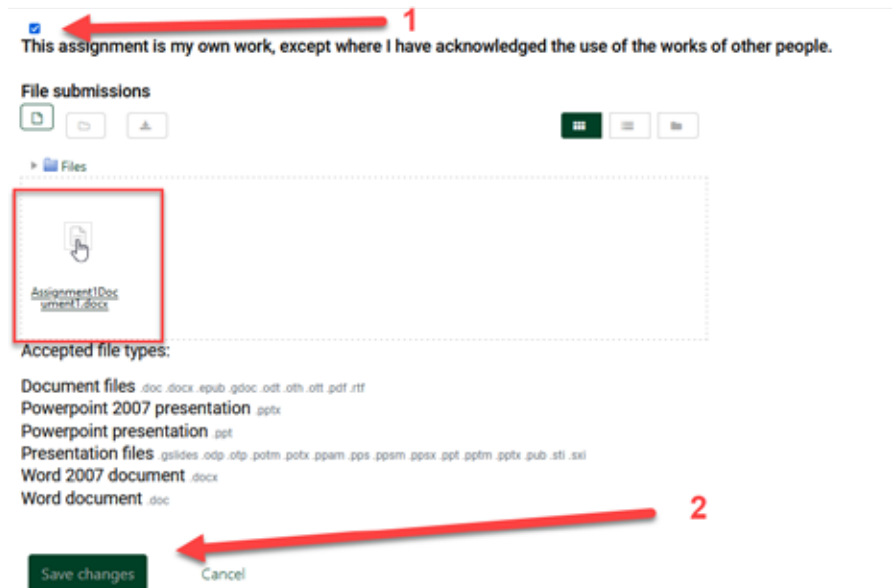 1
This assignment is my own work, except where I have acknowledged the use of the works of other people.
File submissions
Files
Assignment1Doc
ument1.docx
Accepted file types:
Document files .doc .docx .epub .gdoc .odt .oth .ott .pdf .rtf
Powerpoint 2007 presentation .pptx
Powerpoint presentation .ppt
Presentation files .gslides .odp .otp .potm .potx .ppam .pps .ppsm .ppsx .ppt .pptm .pptx .pub .sti .sxi
Word 2007 document .docx
Word document .doc
2
Save changes Cancel